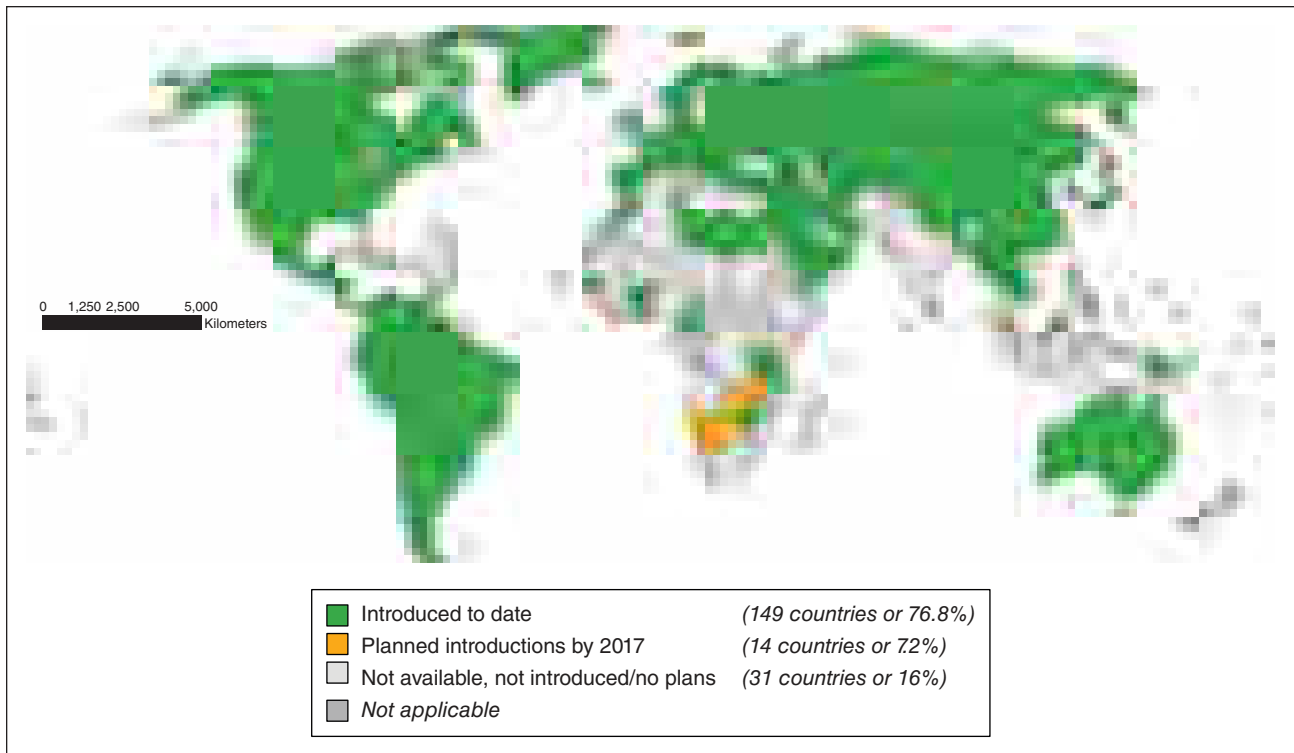 0 1,250 2,500 5,000
Kilometers
Introduced to date (149 countries or 76.8%)
Planned introductions by 2017 (14 countries or 7.2%)
Not available, not introduced/no plans (31 countries or 16%)
Not applicable